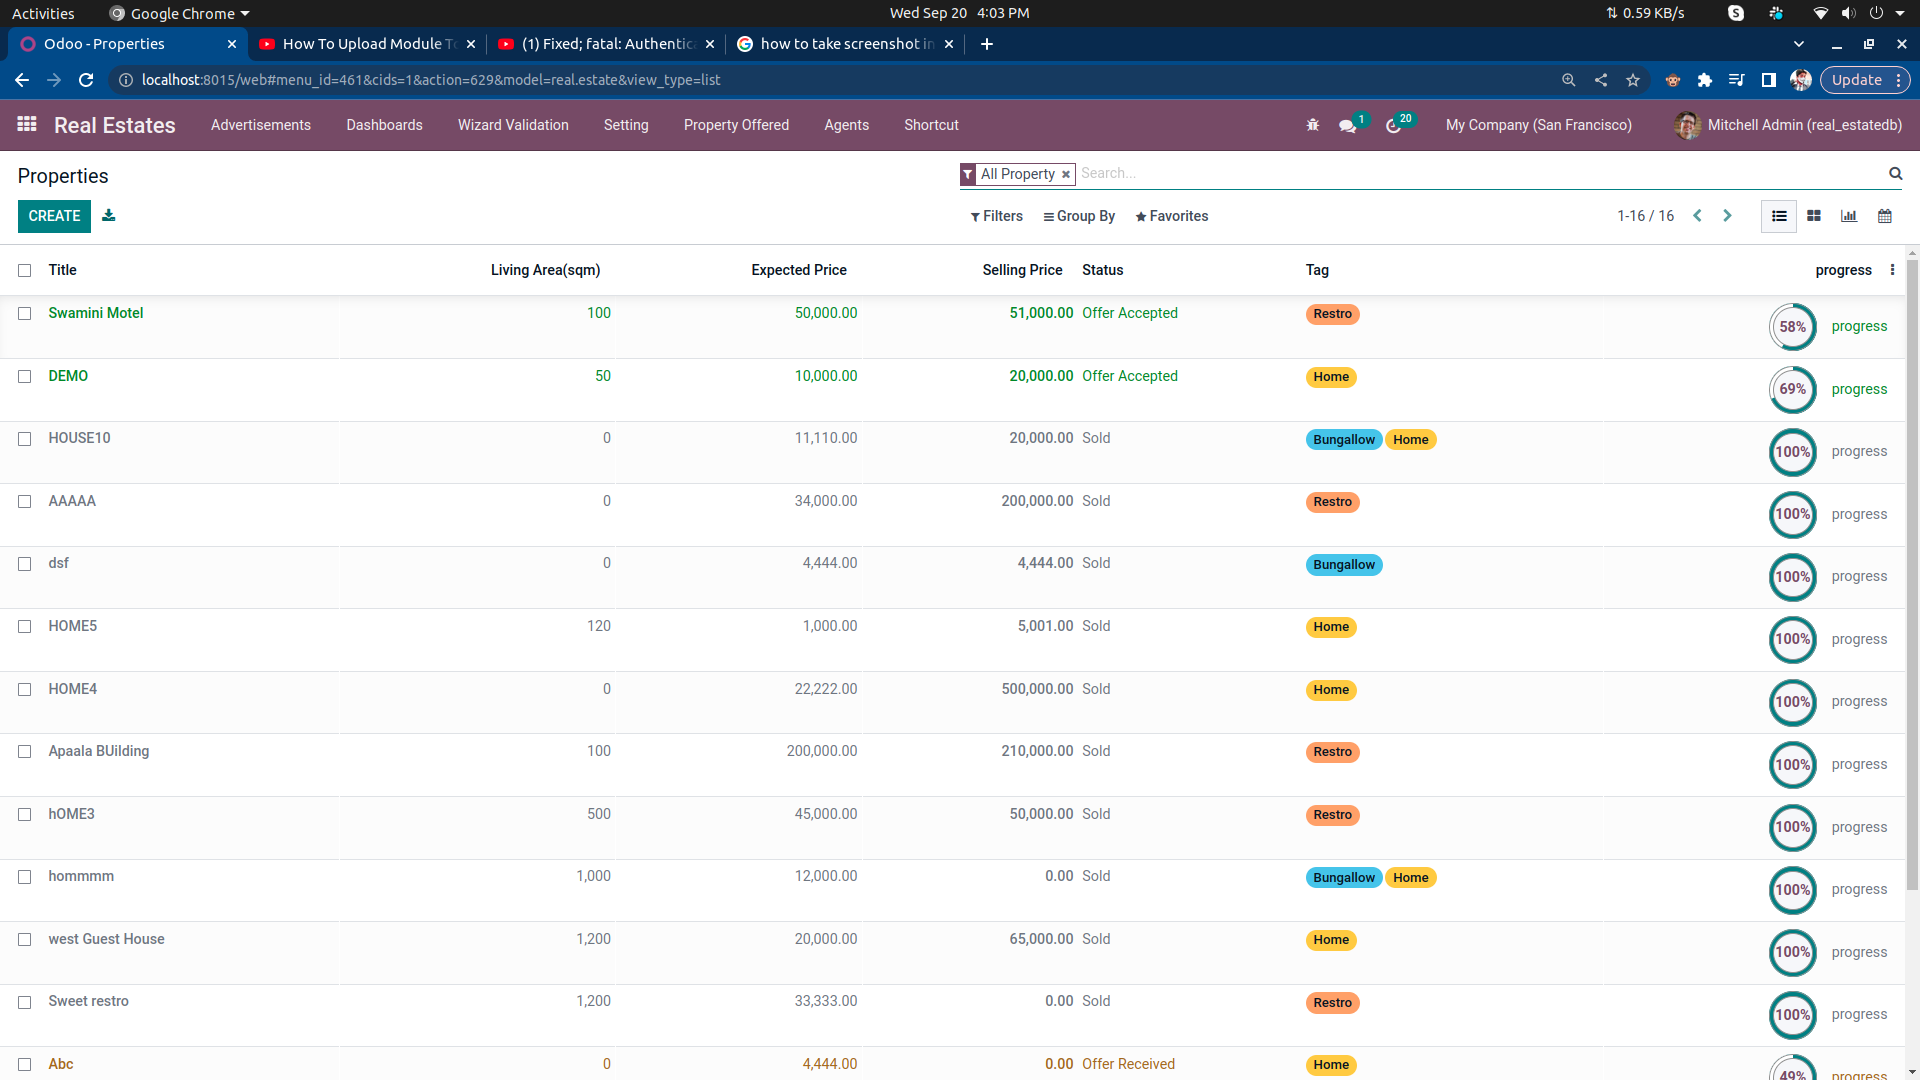 Activities Google Chrome Wed Sep 20 4:03 PM 0.59 KB/s
Odoo - Properties How To Upload Module To (1) Fixed; fatal: Authentic how to take screenshot in
localhost:8015/web#menu_id=461&cids=1&action=629&model=real.estate&view_type=list Update
Real Estates Advertisements Dashboards Wizard Validation Setting Property Offered Agents Shortcut 1 20 My Company (San Francisco) Mitchell Admin (real_estatedb)
Properties All Property Search...
CREATE Filters Group By Favorites 1-16 / 16
Title Living Area(sqm) Expected Price Selling Price Status Tag progress
Swamini Motel 100 50,000.00 51,000.00 Offer Accepted Restro 58% progress
DEMO 50 10,000.00 20,000.00 Offer Accepted Home 69% progress
HOUSE10 0 11,110.00 20,000.00 Sold Bungallow Home 100% progress
AAAAA 0 34,000.00 200,000.00 Sold Restro 100% progress
dsf 0 4,444.00 4,444.00 Sold Bungallow 100% progress
HOME5 120 1,000.00 5,001.00 Sold Home 100% progress
HOME4 0 22,222.00 500,000.00 Sold Home 100% progress
Apaala BUilding 100 200,000.00 210,000.00 Sold Restro 100% progress
hOME3 500 45,000.00 50,000.00 Sold Restro 100% progress
hommmm 1,000 12,000.00 0.00 Sold Bungallow Home 100% progress
west Guest House 1,200 20,000.00 65,000.00 Sold Home 100% progress
Sweet restro 1,200 33,333.00 0.00 Sold Restro 100% progress
Abc 0 4,444.00 0.00 Offer Received Home 49% progress